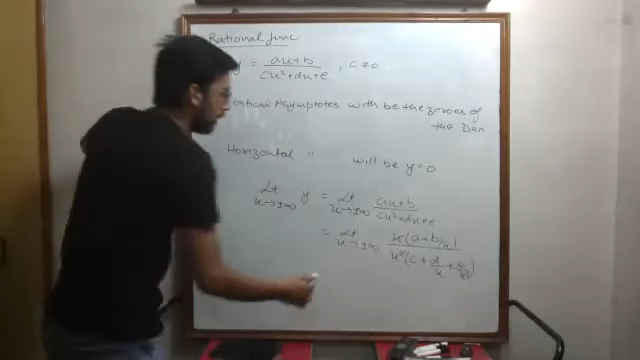 Rational func
y = ax+b / cx²+dx+e , c≠0
Vertical Asymptotes with be the zeroes of
the Den
Horizontal " will be y=0
Lt x→±∞ y = Lt x→±∞ ax+b / cx²+dx+e
= Lt x→±∞ x(a+b/x) / x²(c+d/x+e/x²)